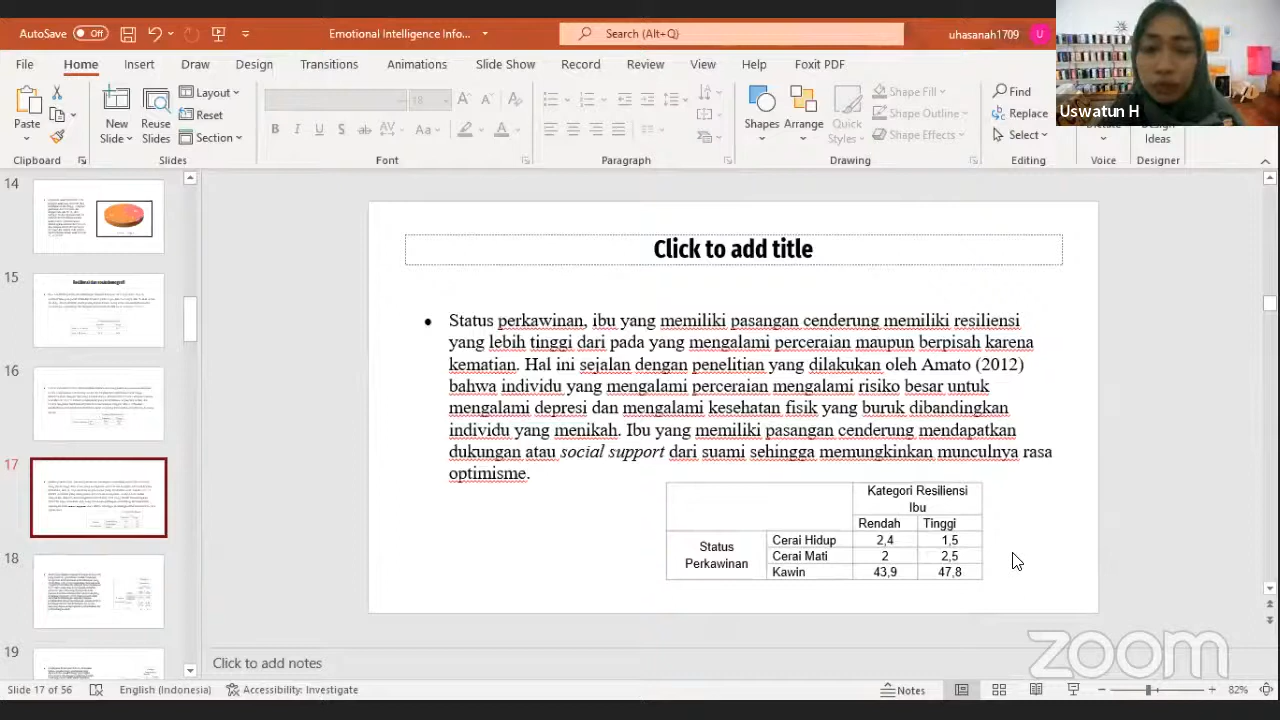 AutoSave Off
Emotional Intelligence Info...
Search (Alt+Q)
uhasanah1709 U
File Home Insert Draw Design Transitions Animations Slide Show Record Review View Help Foxit PDF
Paste
New Slide
Reuse Slides
Layout
Reset
Section
18
B I U S ab AV Aa A
Shapes
Arrange
Quick Styles
Shape Fill
Shape Outline
Shape Effects
Find
Replace
Select
Dictate
Design Ideas
Uswatun H
Clipboard Slides Font Paragraph Drawing Editing Voice Designer
14
15
16
17
18
19
Click to add title
• Status perkawinan, ibu yang memiliki pasangan cenderung memiliki resiliensi
yang lebih tinggi dari pada yang mengalami perceraian maupun berpisah karena
kematian. Hal ini sejalan dengan penelitian yang dilakukan oleh Amato (2012)
bahwa individu yang mengalami perceraian mengalami risiko besar untuk
mengalami depresi dan mengalami kesehatan fisik yang buruk dibandingkan
individu yang menikah. Ibu yang memiliki pasangan cenderung mendapatkan
dukungan atau social support dari suami sehingga memungkinkan munculnya rasa
optimisme.
Kategori Resiliensi
Ibu
Rendah Tinggi
Status Perkawinan
Cerai Hidup 2,4 1,5
Cerai Mati 2 2,5
Kawin 43,9 47,8
zoom
Click to add notes
Slide 17 of 56 English (Indonesia) Accessibility: Investigate Notes 82%